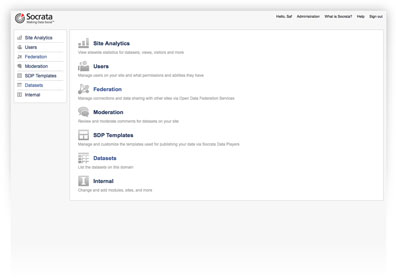 Socrata
Making Data Social™
Hello, Saf Administration What is Socrata? Help Sign out
Site Analytics
Users
Federation
Moderation
SDP Templates
Datasets
Internal
Site Analytics
View extreme statistics for datasets, views, visitors and more
Users
Manage users on your site and what permissions and abilities they have
Federation
Manage connections and data sharing with other sites via Open Data Federation Services
Moderation
Review and moderate comments for datasets on your site
SDP Templates
Manage and customize the templates used for publishing your data via Socrata Data Players
Datasets
List the datasets on this domain
Internal
Change and add modules, sites, and more